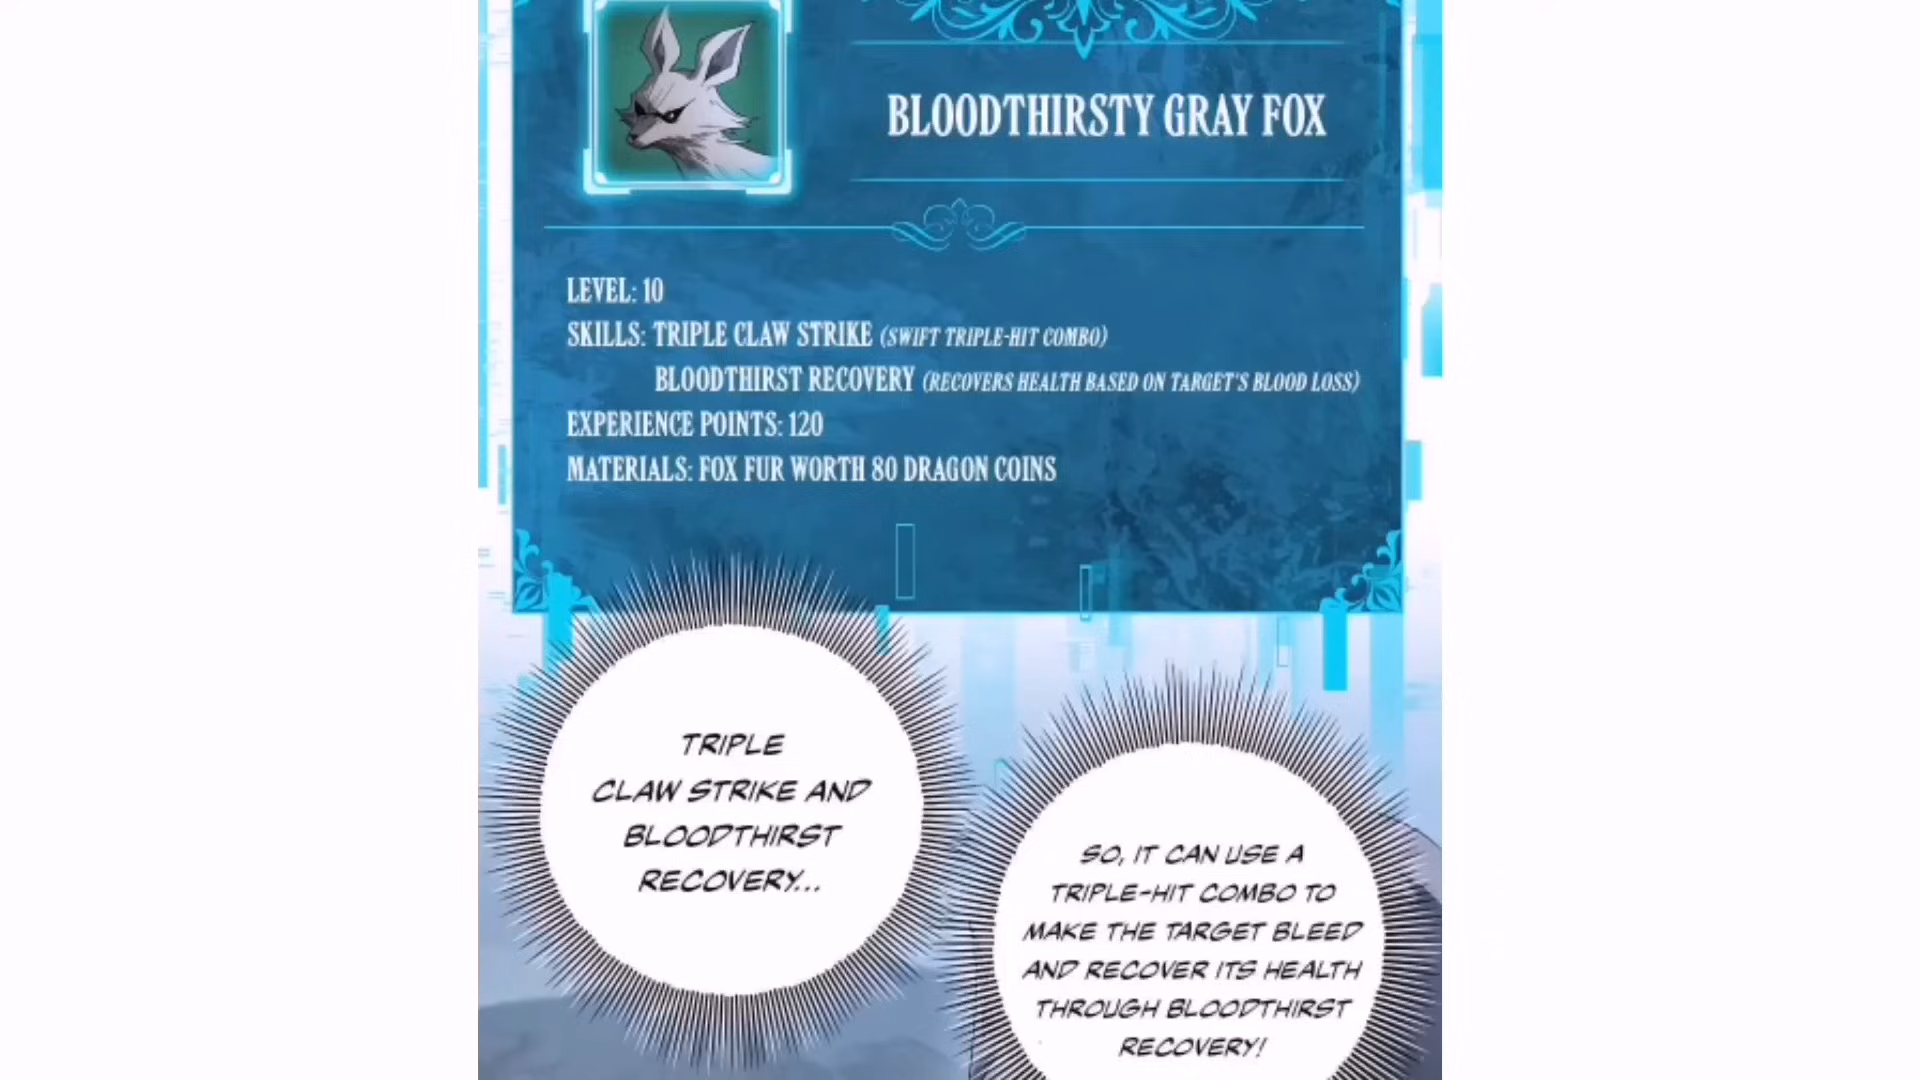 BLOODTHIRSTY GRAY FOX
LEVEL: 10
SKILLS: TRIPLE CLAW STRIKE (SWIFT TRIPLE-HIT COMBO)
BLOODTHIRST RECOVERY (RECOVERS HEALTH BASED ON TARGET'S BLOOD LOSS)
EXPERIENCE POINTS: 120
MATERIALS: FOX FUR WORTH 80 DRAGON COINS
TRIPLE
CLAW STRIKE AND
BLOODTHIRST
RECOVERY...
SO, IT CAN USE A
TRIPLE-HIT COMBO TO
MAKE THE TARGET BLEED
AND RECOVER ITS HEALTH
THROUGH BLOODTHIRST
RECOVERY!